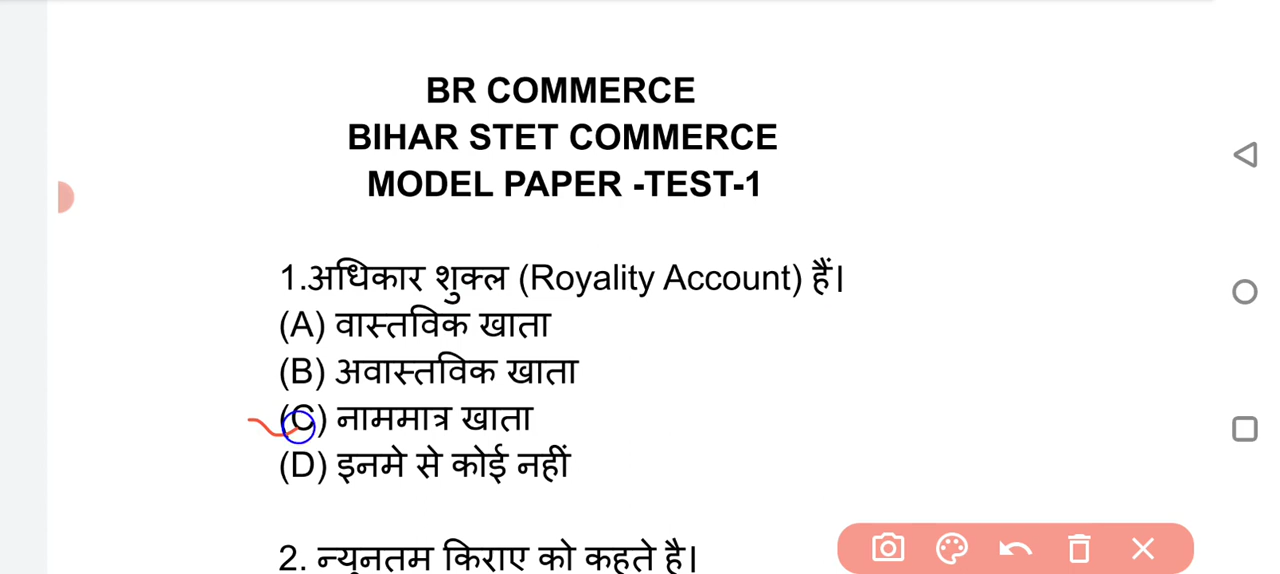 BR COMMERCE
BIHAR STET COMMERCE
MODEL PAPER -TEST-1
1.अधिकार शुक्ल (Royality Account) हैं।
(A) वास्तविक खाता
(B) अवास्तविक खाता
(C) नाममात्र खाता
(D) इनमे से कोई नहीं
2. न्यूनतम किराए को कहते है।